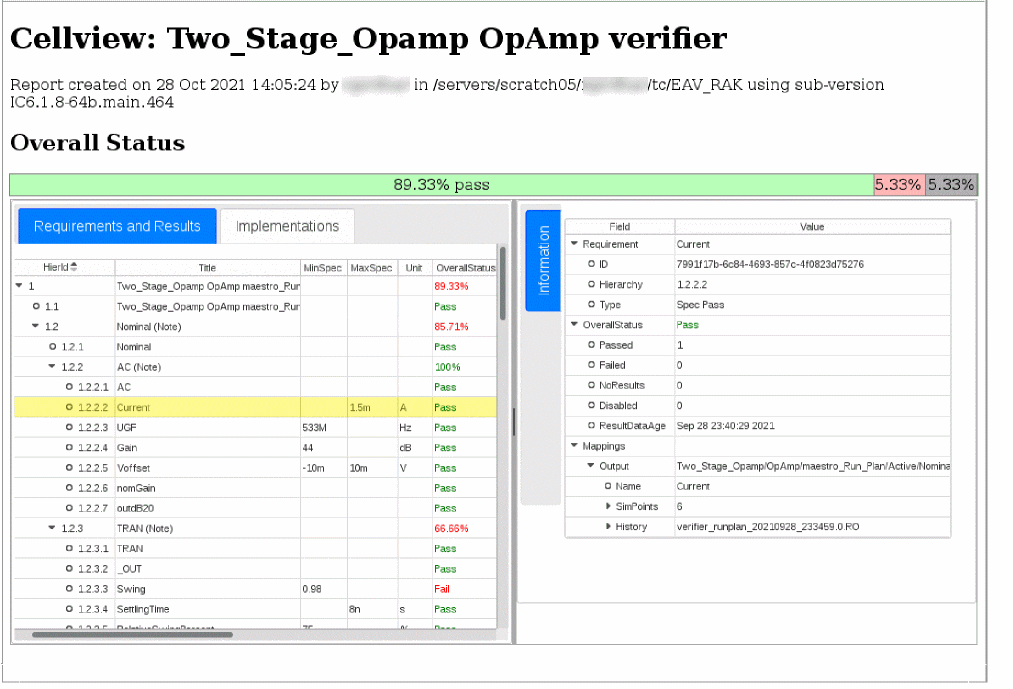 Cellview: Two_Stage_Opamp OpAmp verifier
Report created on 28 Oct 2021 14:05:24 by in /servers/scratch05/ /tc/EAV_RAK using sub-version
IC6.1.8-64b.main.464
Overall Status
89.33% pass 5.33% 5.33%
Requirements and Results Implementations
HierId Title MinSpec MaxSpec Unit OverallStatus
1 Two_Stage_Opamp OpAmp maestro_Run 89.33%
1.1 Two_Stage_Opamp OpAmp maestro_Run Pass
1.2 Nominal (Note) 85.71%
1.2.1 Nominal Pass
1.2.2 AC (Note) 100%
1.2.2.1 AC Pass
1.2.2.2 Current 1.5m A Pass
1.2.2.3 UGF 533M Hz Pass
1.2.2.4 Gain 44 dB Pass
1.2.2.5 Voffset -10m 10m V Pass
1.2.2.6 nomGain Pass
1.2.2.7 outdB20 Pass
1.2.3 TRAN (Note) 66.66%
1.2.3.1 TRAN Pass
1.2.3.2 _OUT Pass
1.2.3.3 Swing 0.98 Fail
1.2.3.4 SettlingTime 8n s Pass
1.2.3.5 RelativeSwingPercent 75 % Pass
Information
Field Value
Requirement Current
ID 7991f17b-6c84-4693-857c-4f0823d75276
Hierarchy 1.2.2.2
Type Spec Pass
OverallStatus Pass
Passed 1
Failed 0
NoResults 0
Disabled 0
ResultDataAge Sep 28 23:40:29 2021
Mappings
Output Two_Stage_Opamp/OpAmp/maestro_Run_Plan/Active/Nomina
Name Current
SimPoints 6
History verifier_runplan_20210928_233459.0.RO